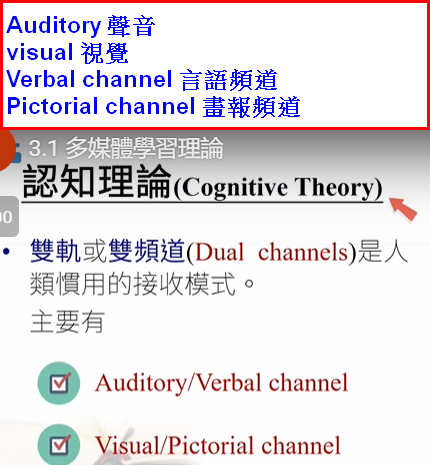 Auditory 聲音
visual 視覺
Verbal channel 言語頻道
Pictorial channel 畫報頻道
3.1 多媒體學習理論
認知理論(Cognitive Theory)
00
• 雙軌或雙頻道(Dual channels)是人
類慣用的接收模式。
主要有
Auditory/Verbal channel
Visual/Pictorial channel